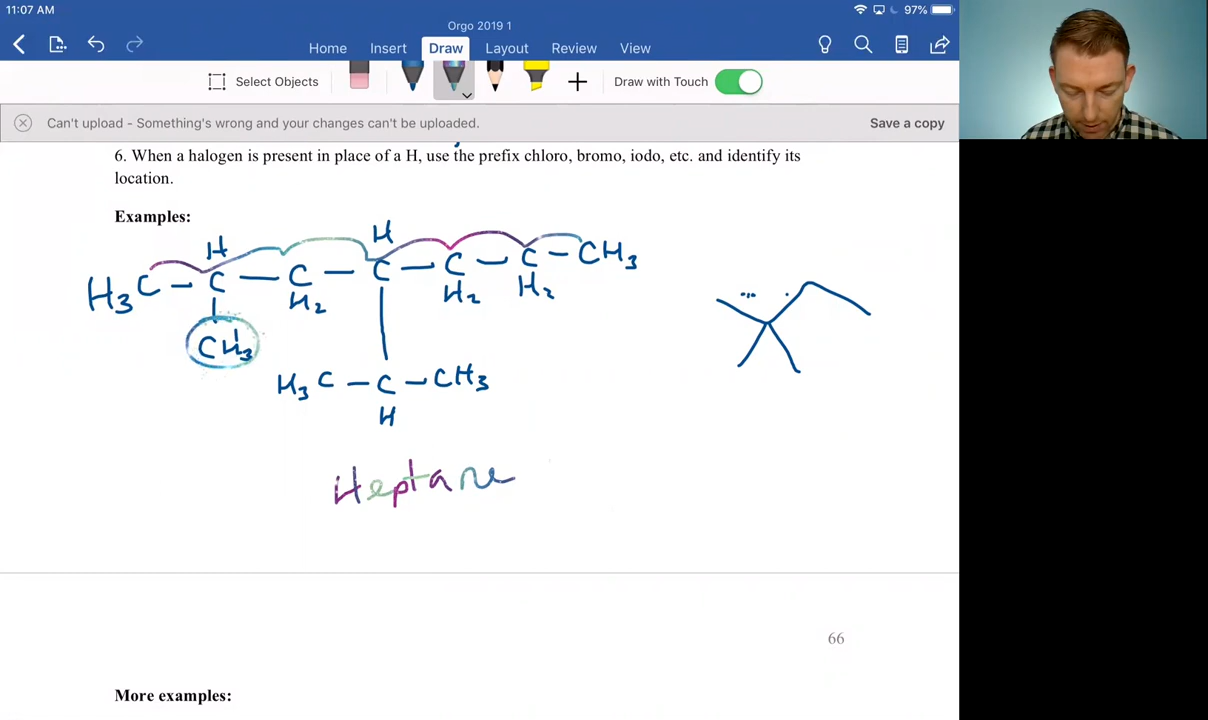 11:07 AM
97%
Orgo 2019 1
Home Insert Draw Layout Review View
Select Objects
Draw with Touch
Can't upload - Something's wrong and your changes can't be uploaded.
Save a copy
6. When a halogen is present in place of a H, use the prefix chloro, bromo, iodo, etc. and identify its
location.
Examples:
H H
H3C - C - C - C - C - C - CH3
H2 H2 H2
CH3
H3C - C - CH3
H
Heptane
66
More examples: